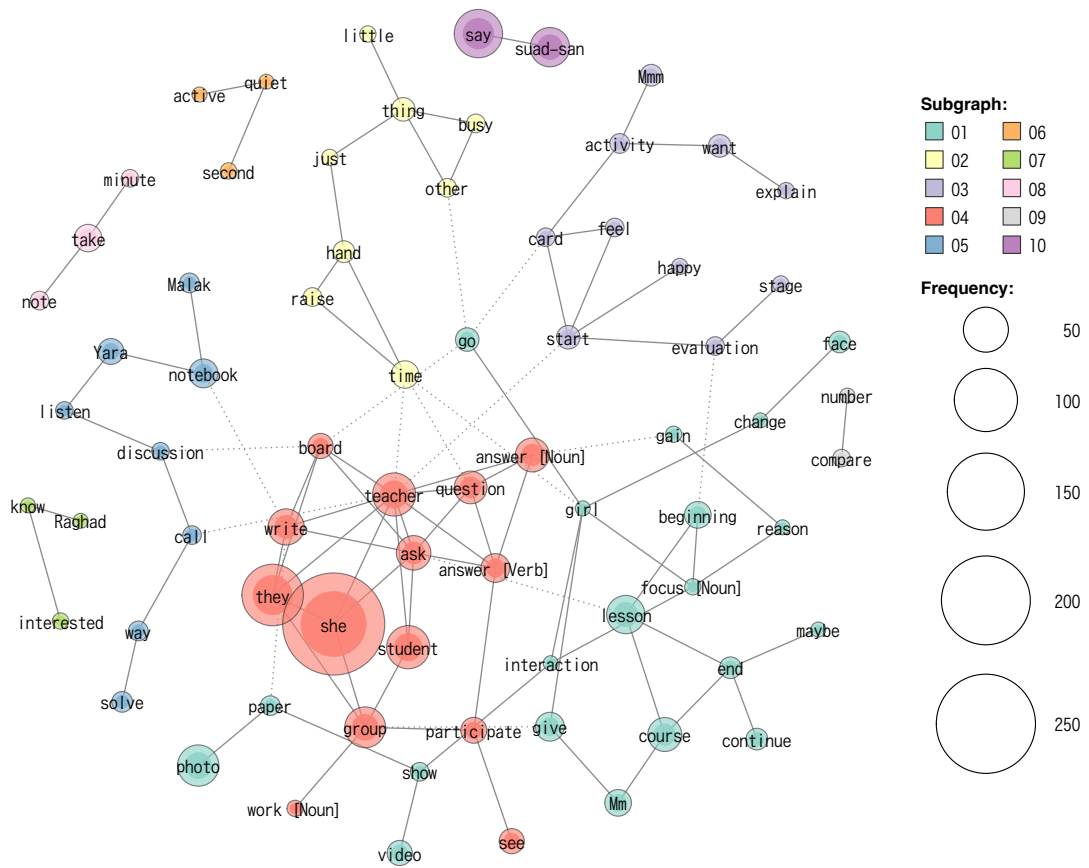 little
say
suad-san
Mmm
active
quiet
thing
busy
activity
want
just
second
minute
other
explain
take
hand
card
feel
happy
note
Malak
raise
stage
go
start
evaluation
face
Yara
notebook
time
number
listen
change
discussion
board
answer [Noun]
gain
compare
know
Raghad
teacher
question
girl
beginning
reason
call
write
ask
answer [Verb]
focus [Noun]
they
she
lesson
interested
way
student
maybe
interaction
end
solve
paper
group
participate
give
course
continue
photo
show
work [Noun]
Mm
see
video
Subgraph:
01 06
02 07
03 08
04 09
05 10
Frequency:
50
100
150
200
250